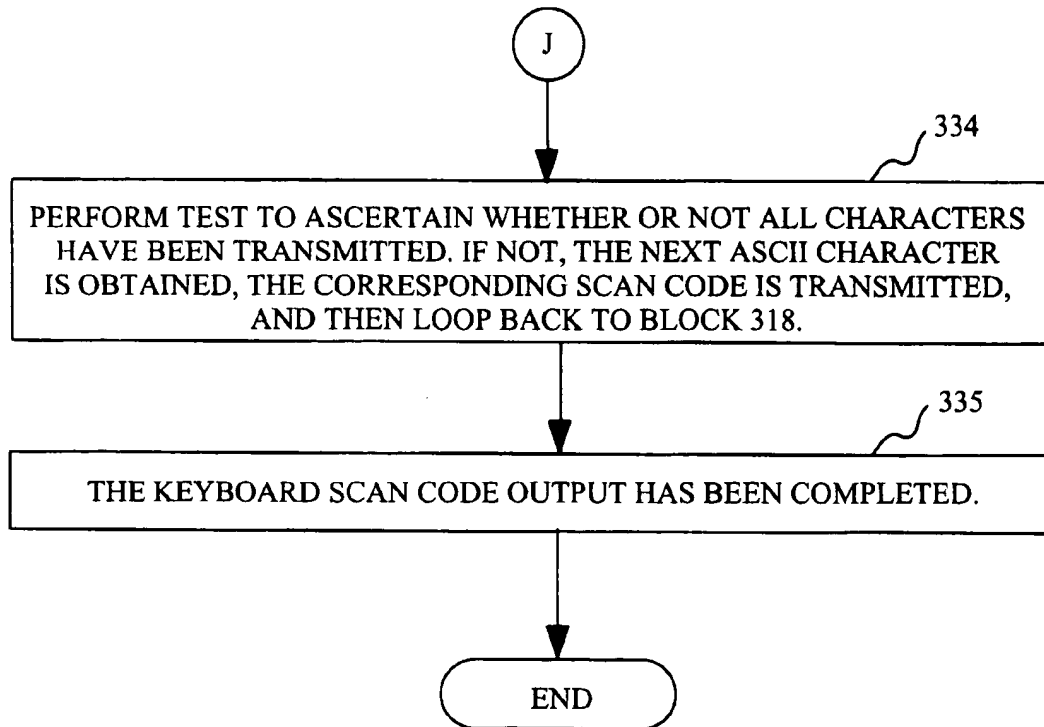 J
334
PERFORM TEST TO ASCERTAIN WHETHER OR NOT ALL CHARACTERS
HAVE BEEN TRANSMITTED. IF NOT, THE NEXT ASCII CHARACTER
IS OBTAINED, THE CORRESPONDING SCAN CODE IS TRANSMITTED,
AND THEN LOOP BACK TO BLOCK 318.
335
THE KEYBOARD SCAN CODE OUTPUT HAS BEEN COMPLETED.
END